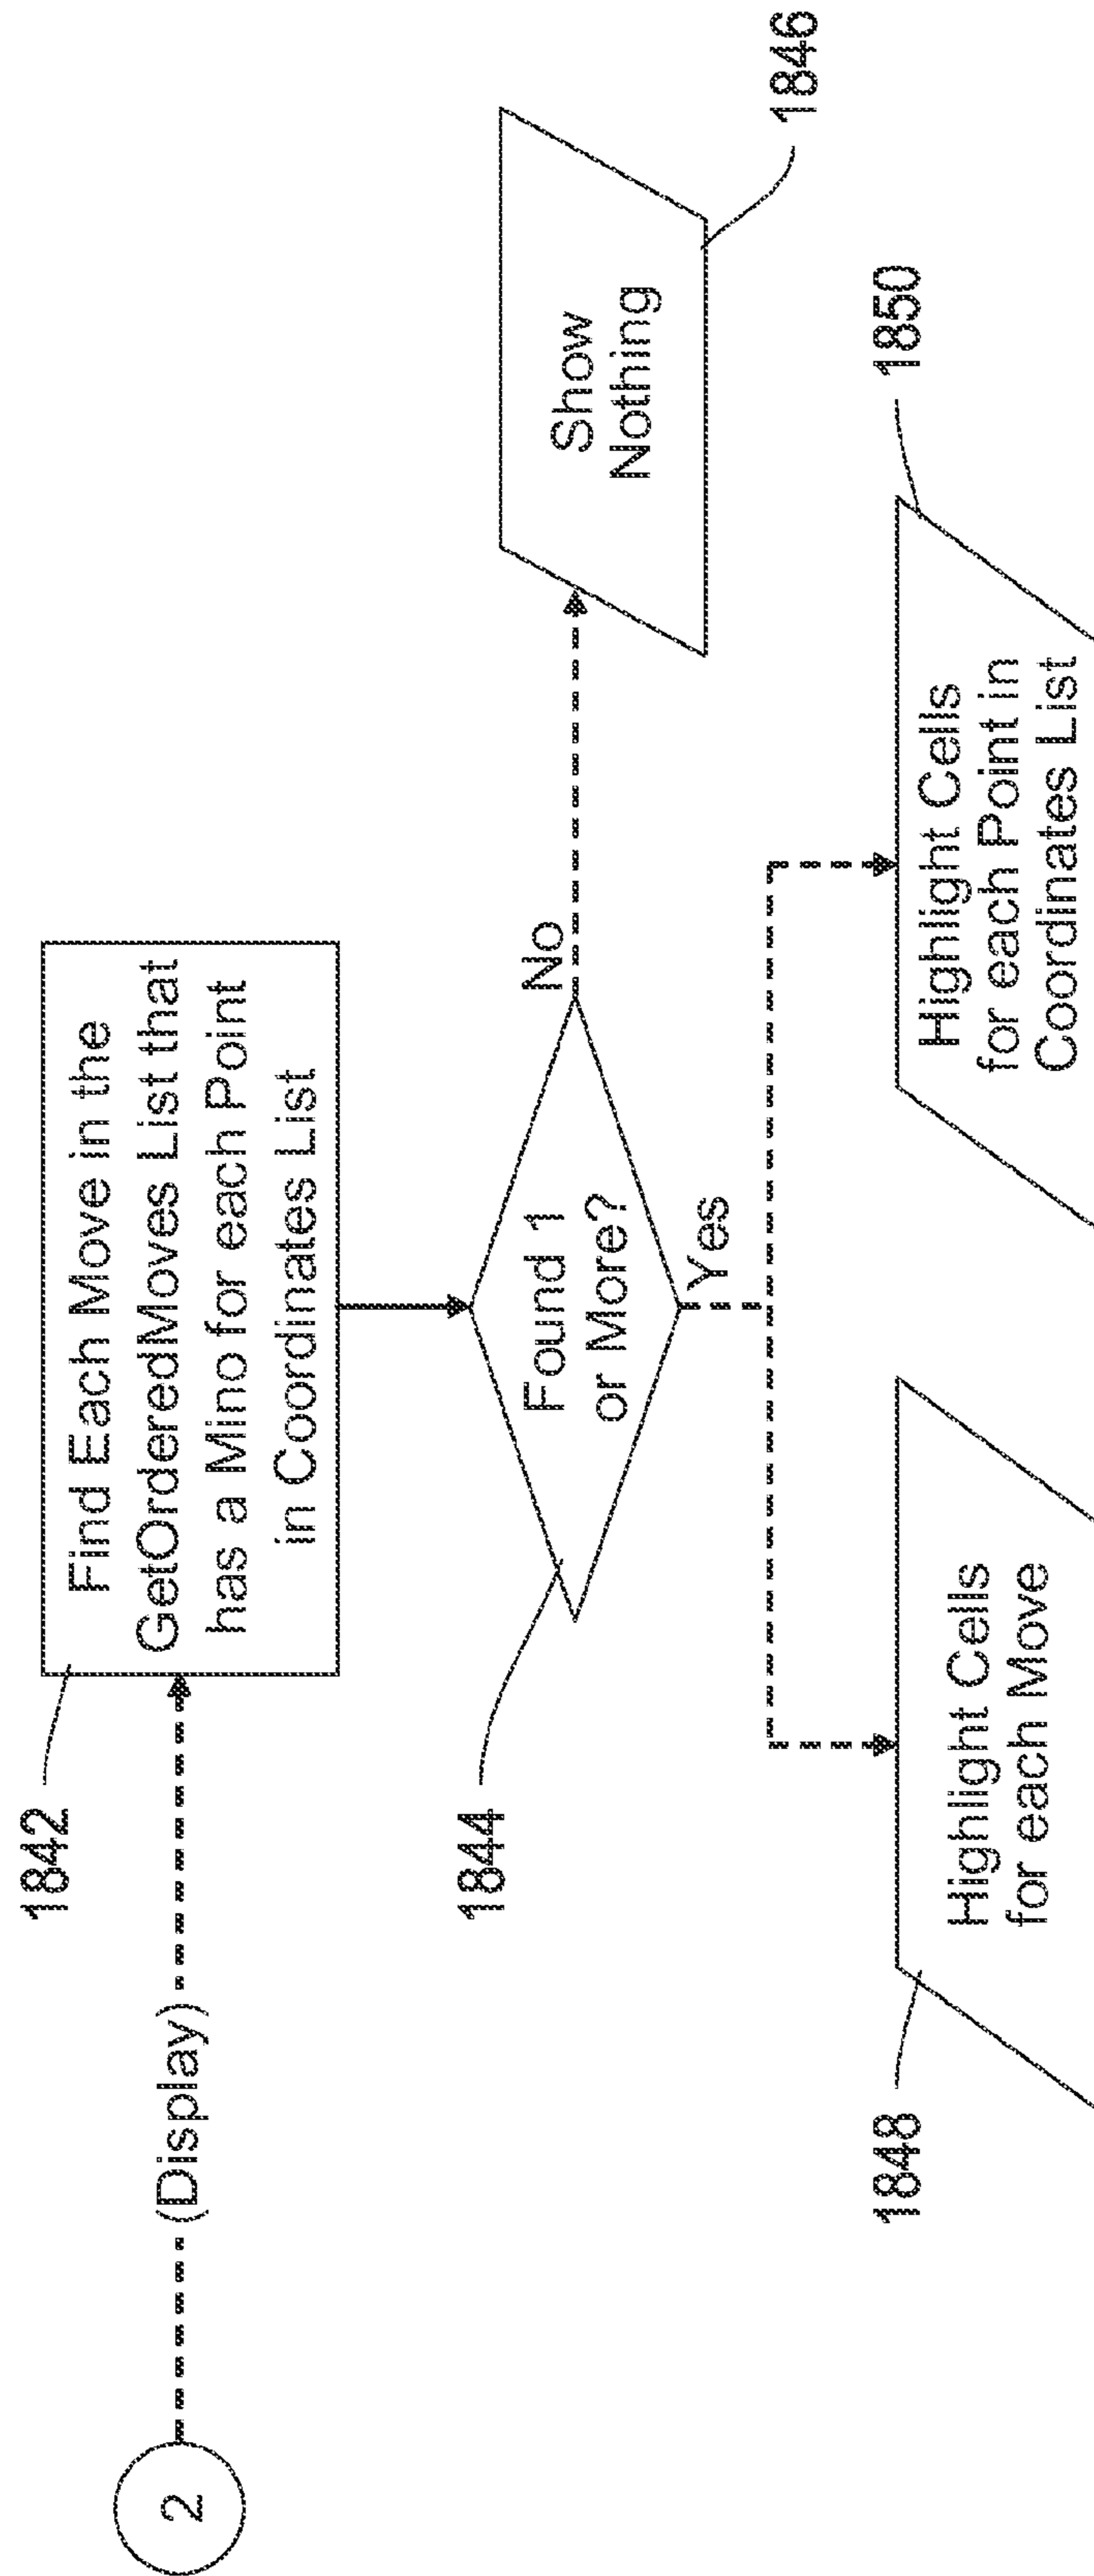 2
(Display)
1842
Find Each Move in the
GetOrderedMoves List that
has a Mino for each Point
in Coordinates List
1844
Found 1
or More?
No
Show
Nothing
1846
Yes
1848
Highlight Cells
for each Move
Highlight Cells
for each Point in
Coordinates List
1850